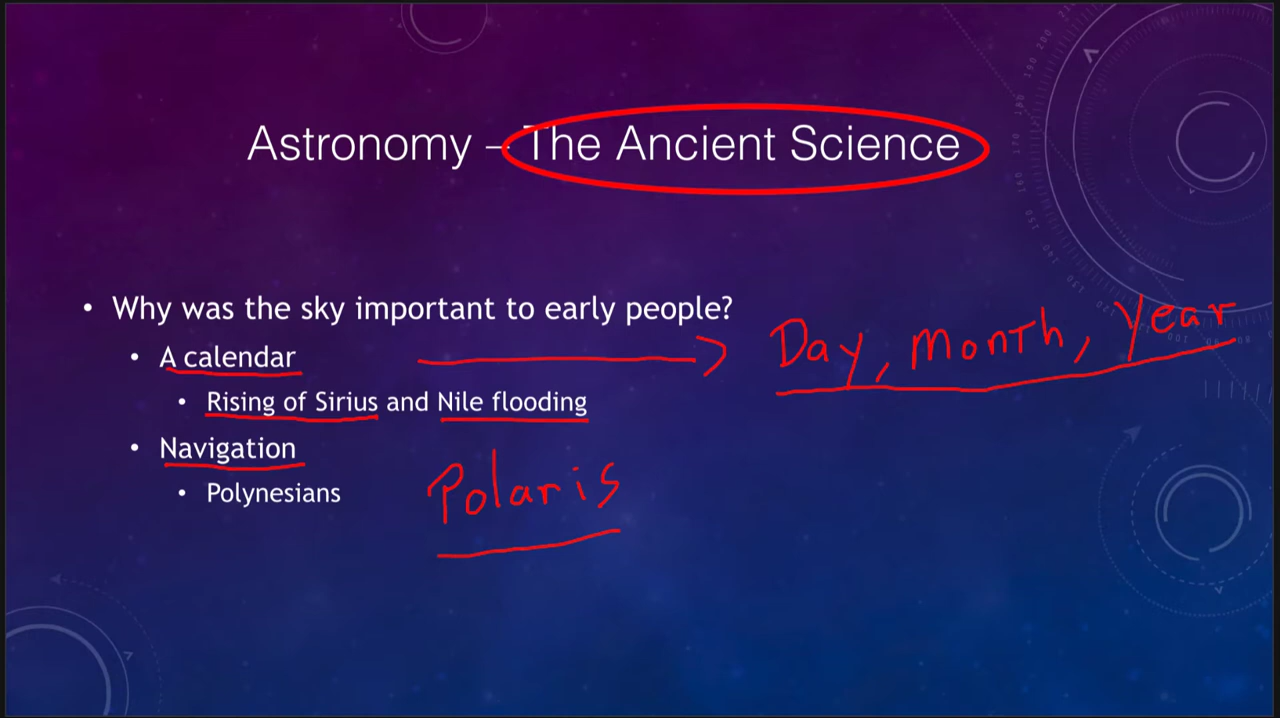 Astronomy – The Ancient Science
• Why was the sky important to early people?
• A calendar → Day, Month, Year
• Rising of Sirius and Nile flooding
• Navigation
• Polynesians Polaris